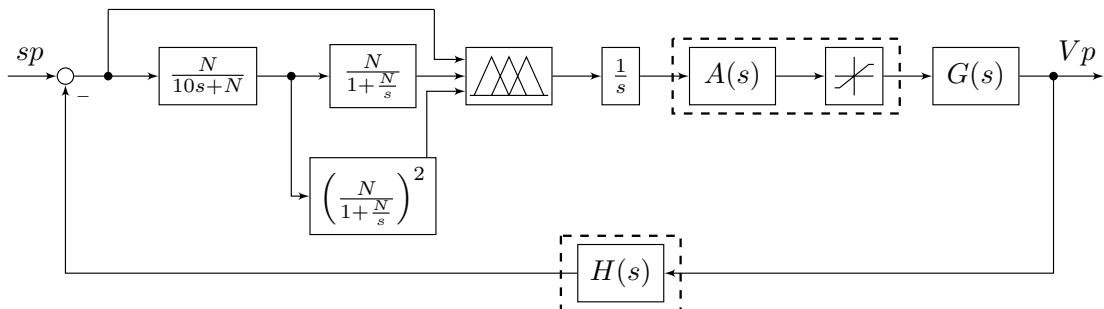 sp
−
N / 10s+N
N / 1+N/s
(N / 1+N/s)^2
1 / s
A(s)
G(s)
Vp
H(s)